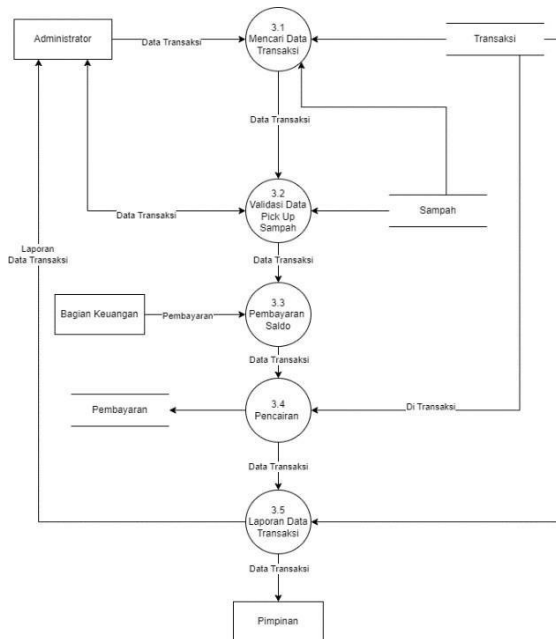 Administrator
Data Transaksi
3.1
Mencari Data
Transaksi
Transaksi
Data Transaksi
Data Transaksi
3.2
Validasi Data
Pick Up
Sampah
Sampah
Laporan
Data Transaksi
Data Transaksi
Bagian Keuangan
Pembayaran
3.3
Pembayaran
Saldo
Data Transaksi
Pembayaran
3.4
Pencairan
Di Transaksi
Data Transaksi
3.5
Laporan Data
Transaksi
Data Transaksi
Pimpinan